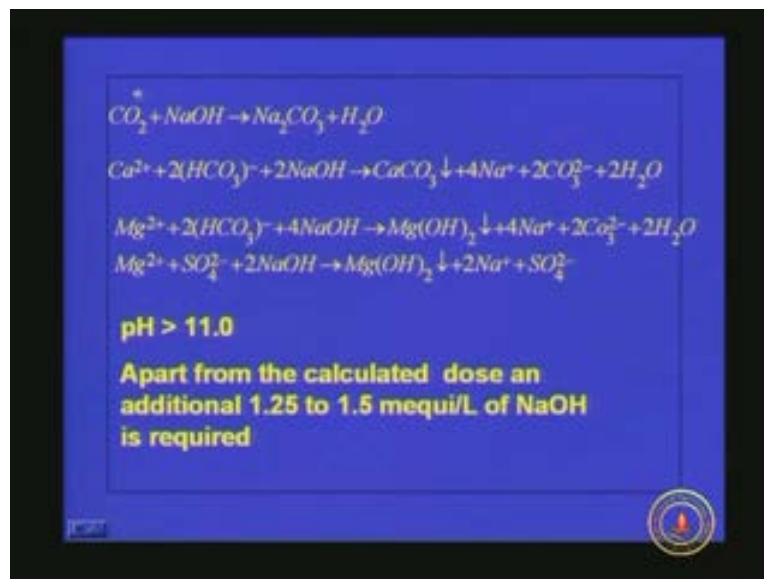 *
CO₂+NaOH→Na₂CO₃+H₂O
Ca²⁺+2(HCO₃)⁻+2NaOH→CaCO₃↓+4Na⁺+2CO₃²⁻+2H₂O
Mg²⁺+2(HCO₃)⁻+4NaOH→Mg(OH)₂↓+4Na⁺+2Co₃²⁻+2H₂O
Mg²⁺+SO₄²⁻+2NaOH→Mg(OH)₂↓+2Na⁺+SO₄²⁻
pH > 11.0
Apart from the calculated dose an
additional 1.25 to 1.5 mequi/L of NaOH
is required